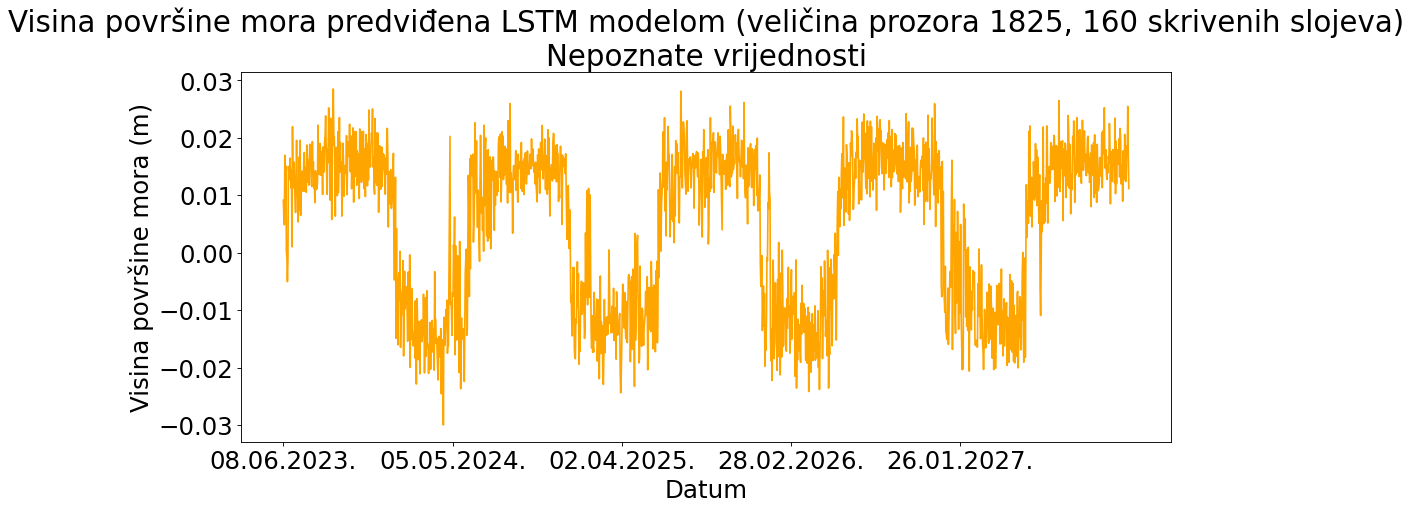 Visina površine mora predviđena LSTM modelom (veličina prozora 1825, 160 skrivenih slojeva)
Nepoznate vrijednosti
Visina površine mora (m)
0.03
0.02
0.01
0.00
−0.01
−0.02
−0.03
08.06.2023. 05.05.2024. 02.04.2025. 28.02.2026. 26.01.2027.
Datum